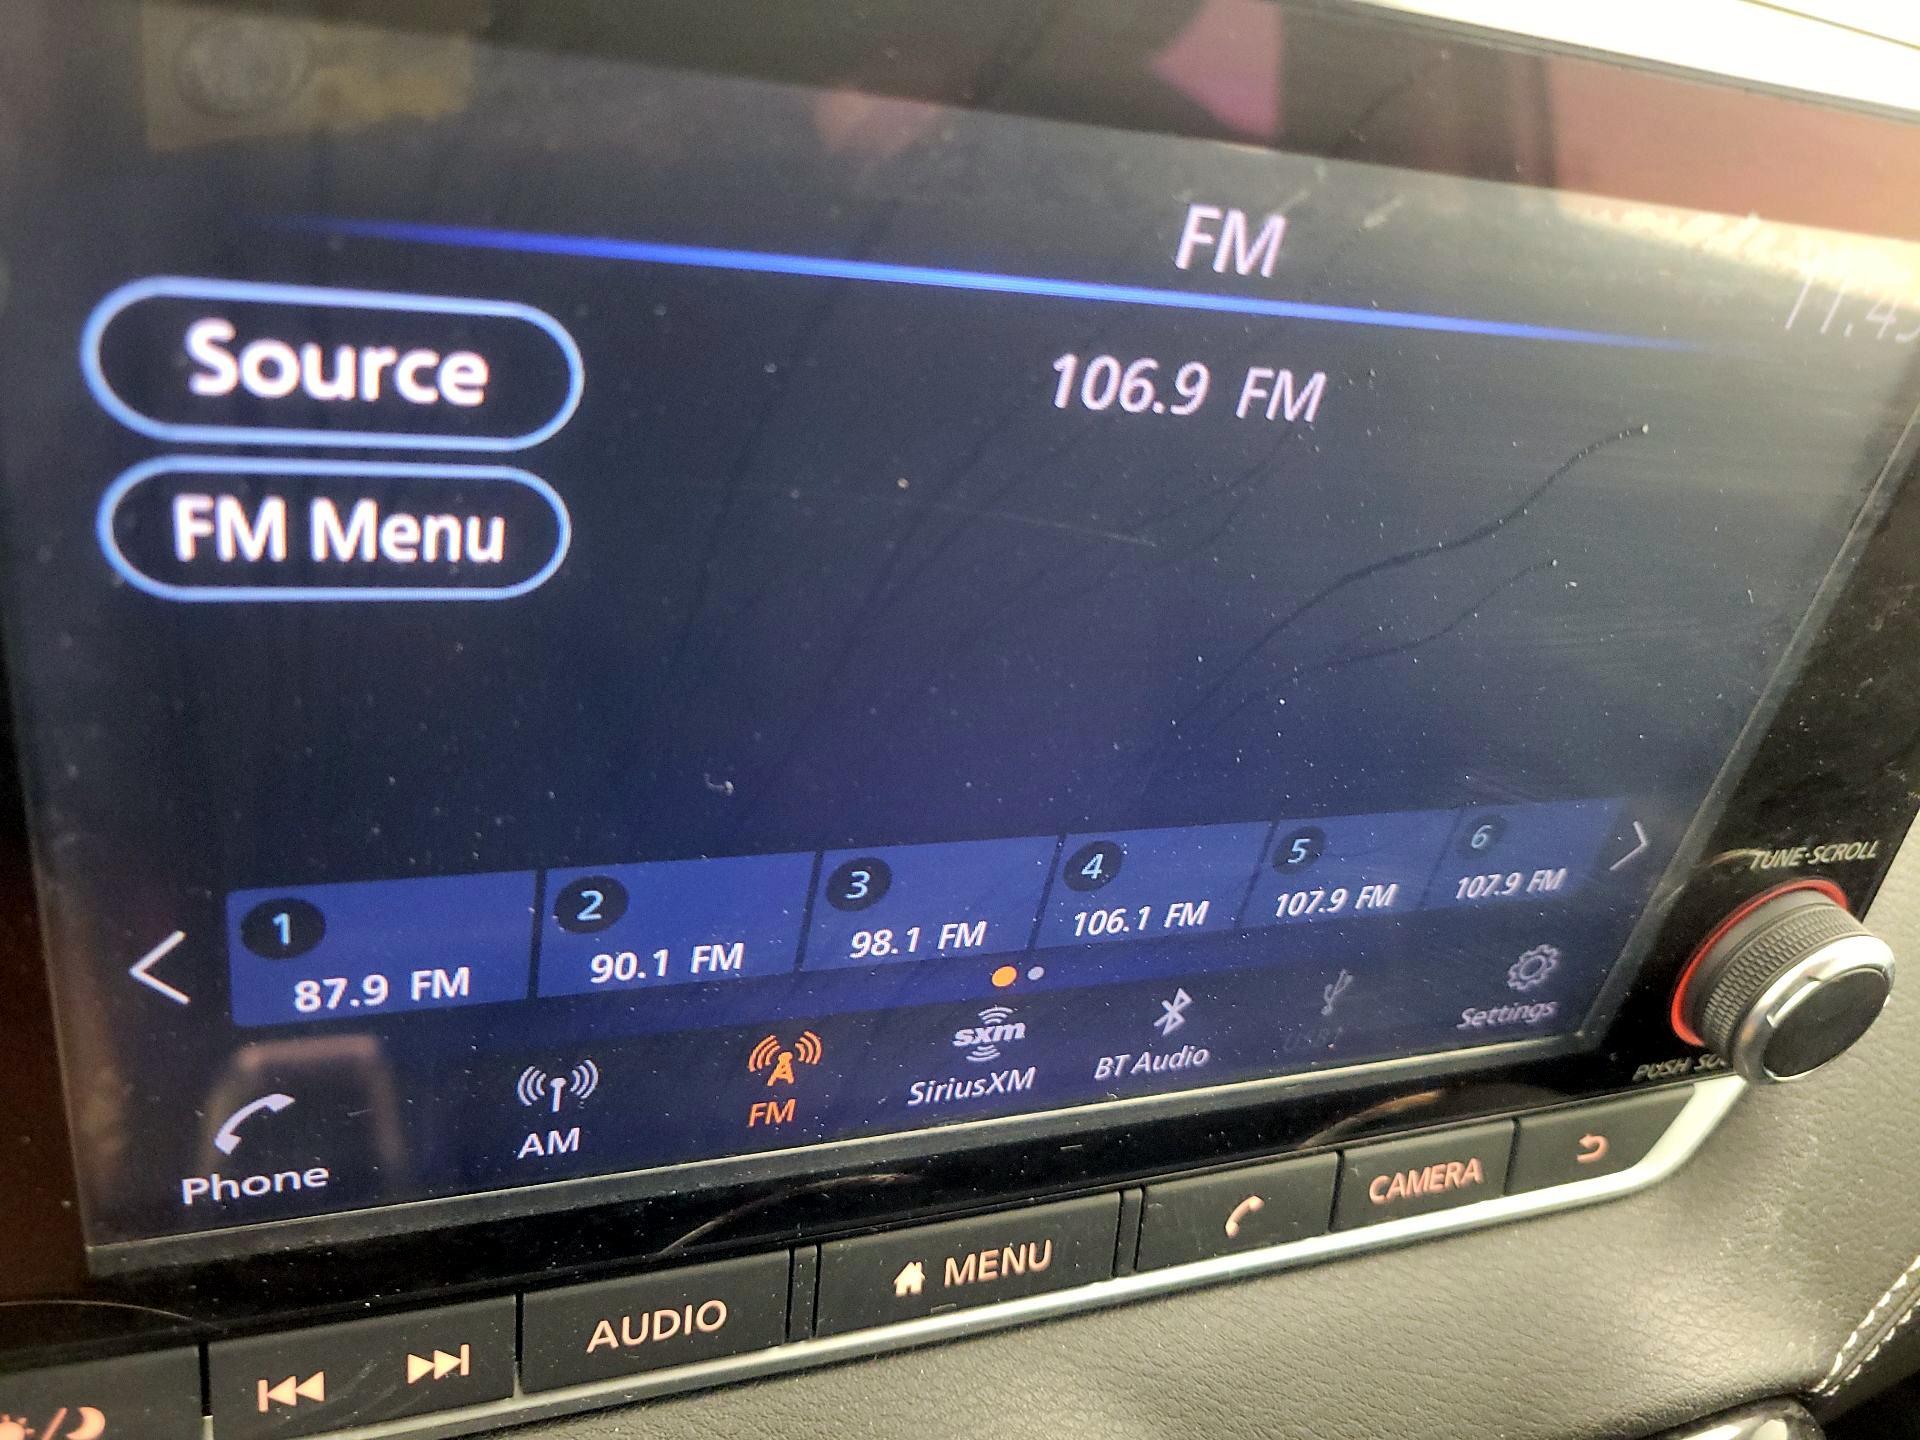 FM
Source
106.9 FM
FM Menu
1 2 3 4 5 6
87.9 FM 90.1 FM 98.1 FM 106.1 FM 107.9 FM 107.9 FM
TUNE·SCROLL
Phone AM FM sxm SiriusXM BT Audio Settings
PUSH
AUDIO MENU CAMERA